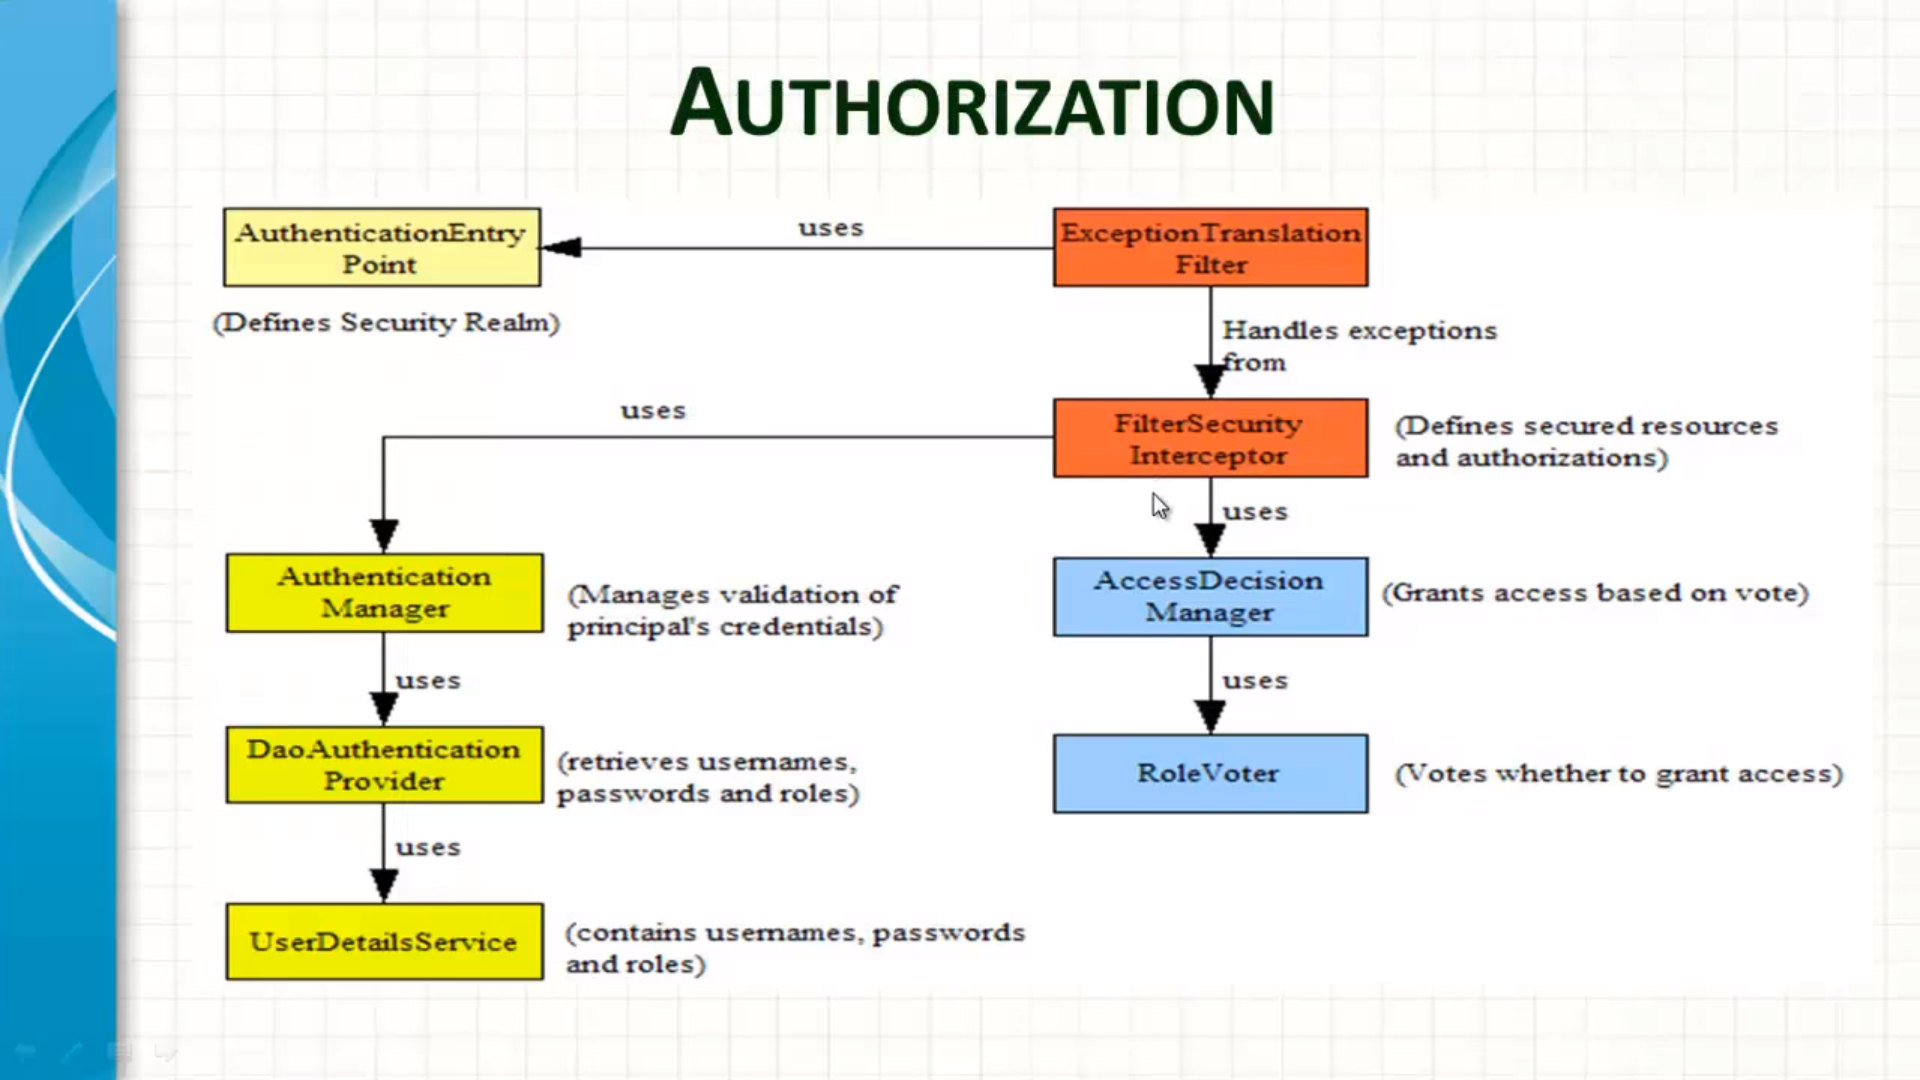 AUTHORIZATION
AuthenticationEntry
Point
uses
ExceptionTranslation
Filter
(Defines Security Realm)
Handles exceptions
from
uses
FilterSecurity
Interceptor
(Defines secured resources
and authorizations)
uses
Authentication
Manager
(Manages validation of
principal's credentials)
AccessDecision
Manager
(Grants access based on vote)
uses
uses
DaoAuthentication
Provider
(retrieves usernames,
passwords and roles)
RoleVoter
(Votes whether to grant access)
uses
UserDetailsService
(contains usernames, passwords
and roles)